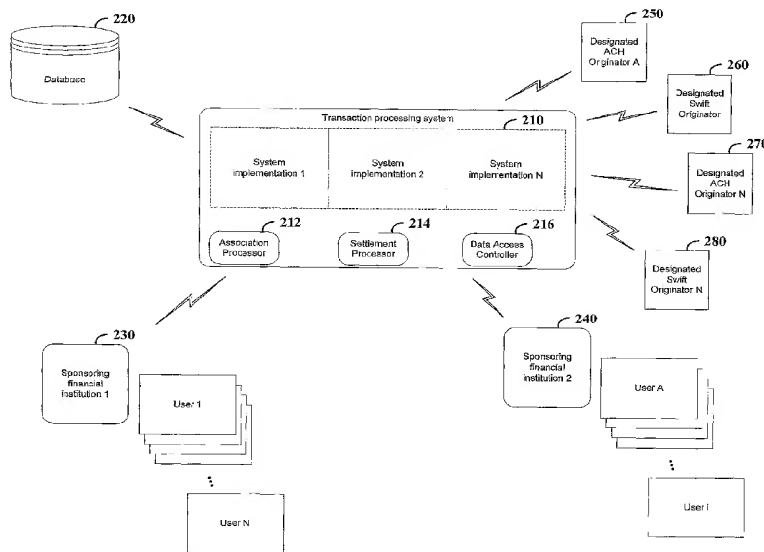 220
Database
250
Designated
ACH
Originator A
260
Designated
Swift
Originator
Transaction processing system
210
System
implementation 1
System
implementation 2
System
implementation N
270
Designated
ACH
Originator N
212
Association
Processor
214
Settlement
Processor
216
Data Access
Controller
280
Designated
Swift
Originator N
230
Sponsoring
financial
institution 1
User 1
User N
240
Sponsoring
financial
institution 2
User A
User i